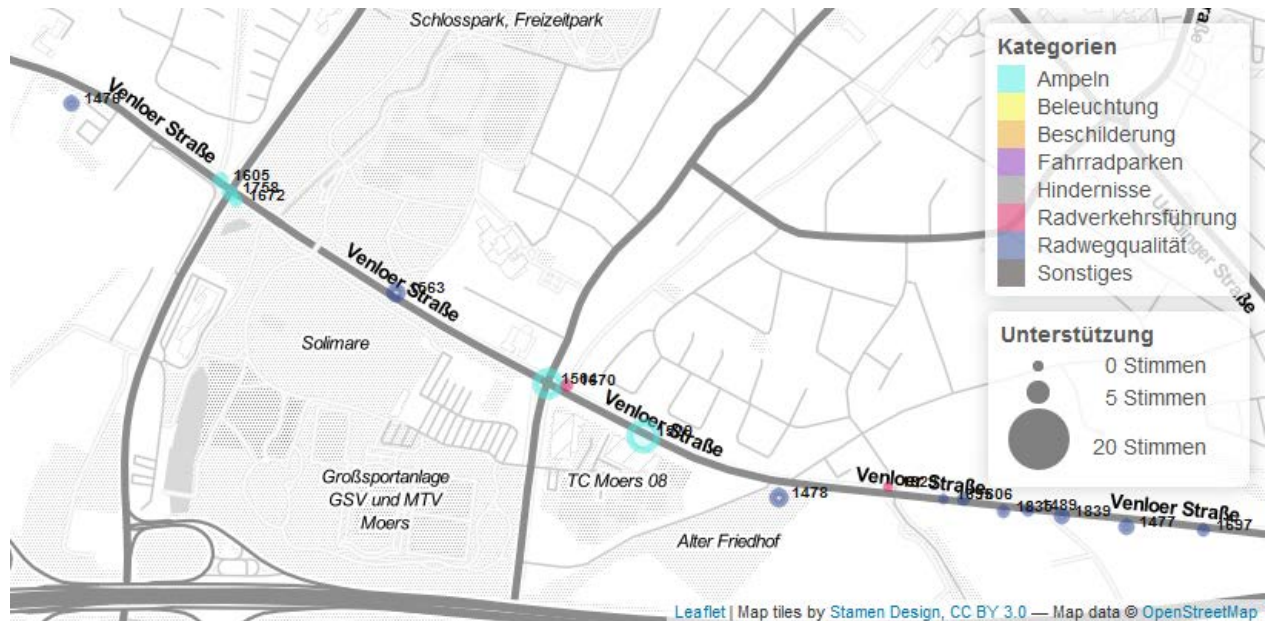 Schlosspark, Freizeitpark
Venloer Straße
1605
1758
1672
Venloer Straße
Solimare
1670
Venloer Straße
Großsportanlage
GSV und MTV
Moers
TC Moers 08
1478
Alter Friedhof
Venloer Straße
1839
1477
Venloer Straße
1697
Kategorien
Ampeln
Beleuchtung
Beschilderung
Fahrradparken
Hindernisse
Radverkehrsführung
Radwegqualität
Sonstiges
Unterstützung
0 Stimmen
5 Stimmen
20 Stimmen
Leaflet | Map tiles by Stamen Design, CC BY 3.0 — Map data © OpenStreetMap